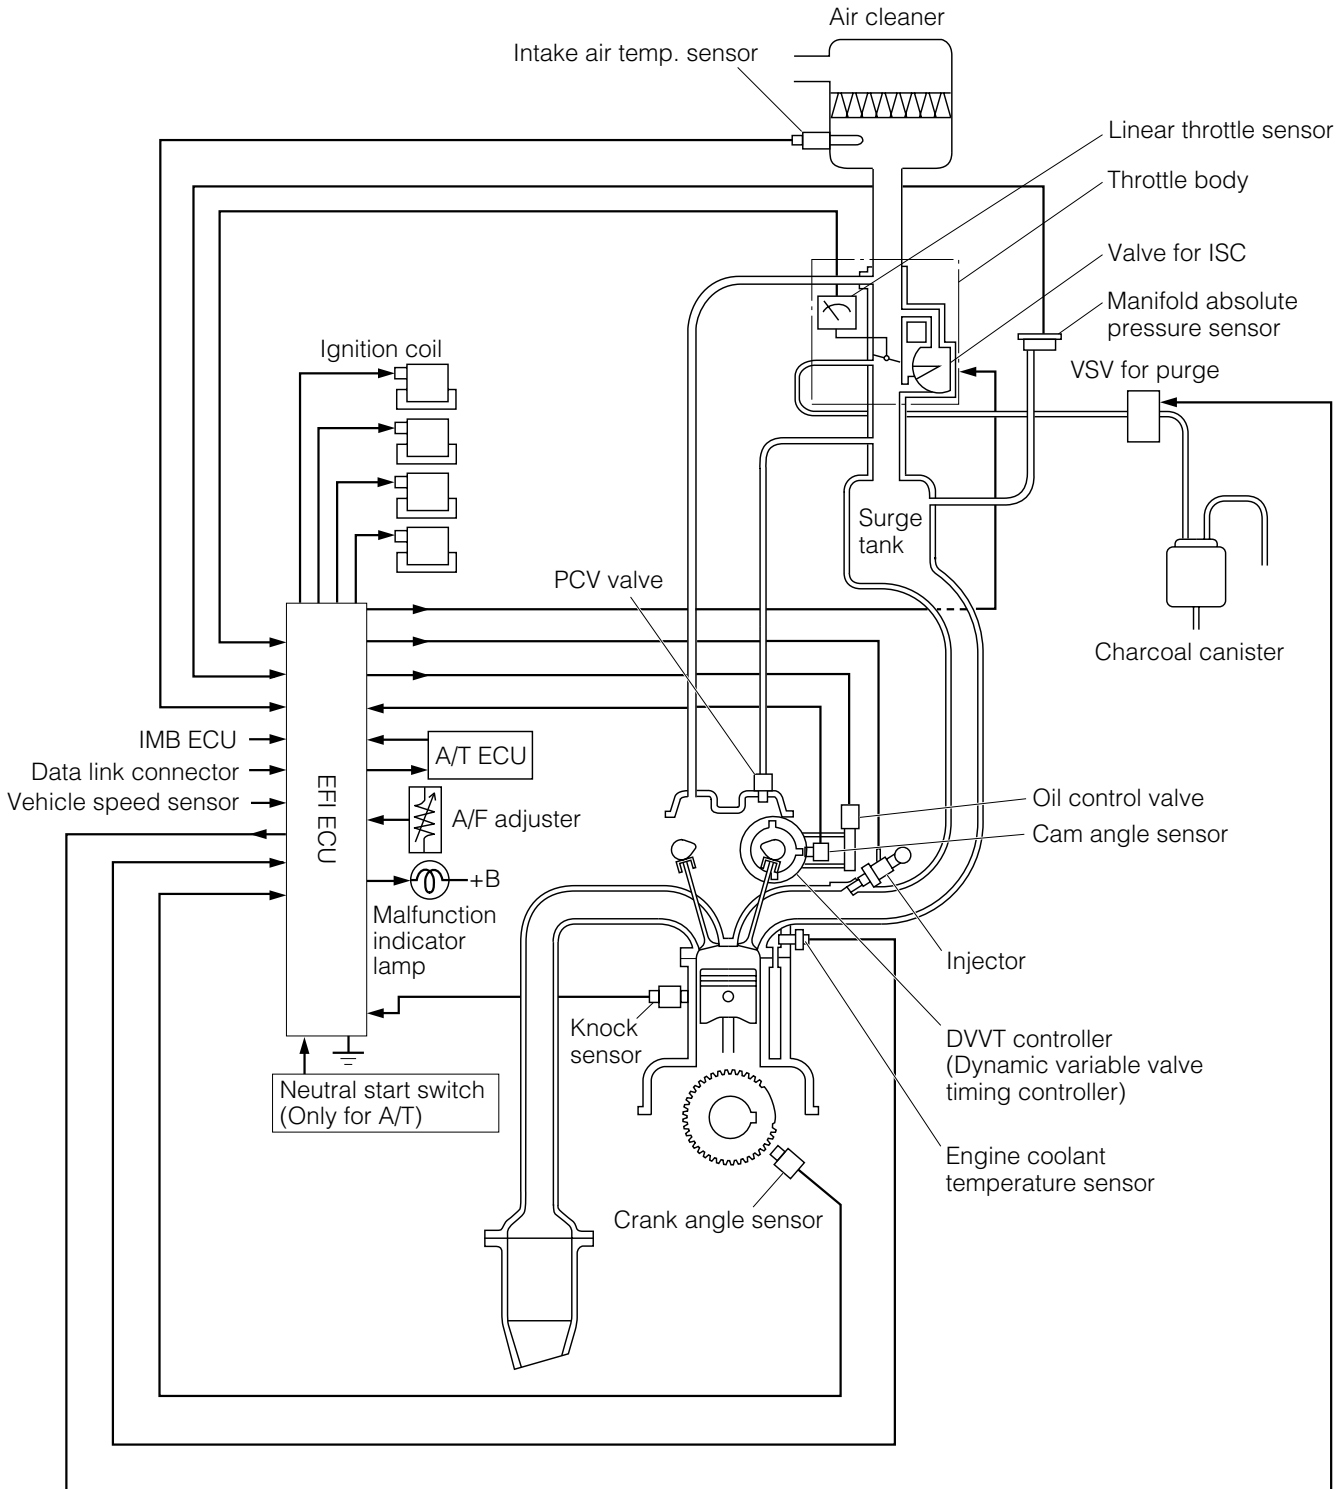 Air cleaner
Intake air temp. sensor
Linear throttle sensor
Throttle body
Valve for ISC
Manifold absolute
pressure sensor
VSV for purge
Ignition coil
Surge
tank
PCV valve
Charcoal canister
IMB ECU
Data link connector
Vehicle speed sensor
EFI ECU
A/T ECU
A/F adjuster
+B
Malfunction
indicator
lamp
Oil control valve
Cam angle sensor
Injector
Knock
sensor
DVVT controller
(Dynamic variable valve
timing controller)
Neutral start switch
(Only for A/T)
Engine coolant
temperature sensor
Crank angle sensor